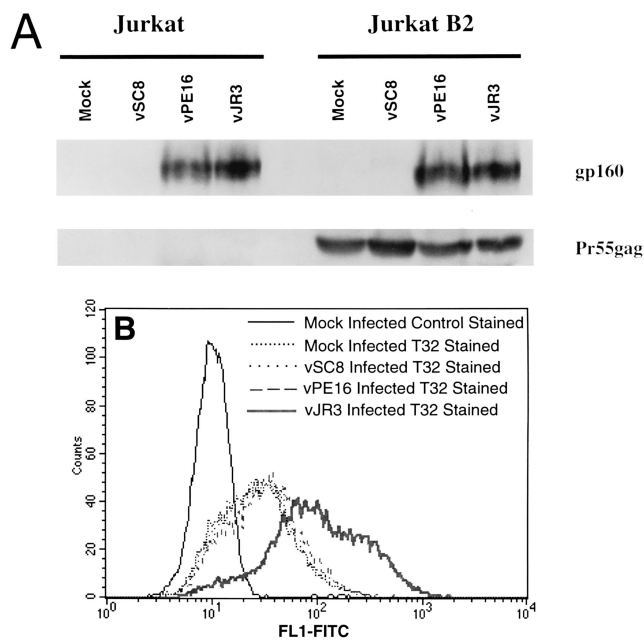 A
Jurkat
Jurkat B2
Mock
vSC8
vPE16
vJR3
Mock
vSC8
vPE16
vJR3
gp160
Pr55gag
B
Mock Infected Control Stained
Mock Infected T32 Stained
vSC8 Infected T32 Stained
vPE16 Infected T32 Stained
vJR3 Infected T32 Stained
120
100
80
60
40
20
0
Counts
10^0
10^1
10^2
10^3
10^4
FL1-FITC